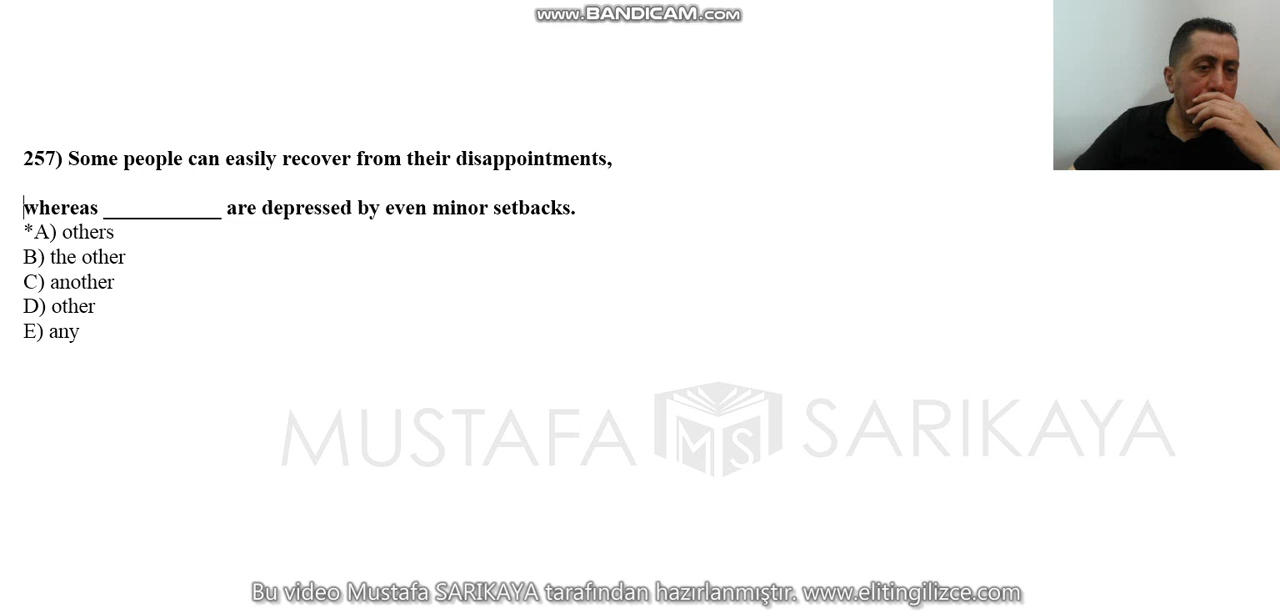 www.BANDICAM.com
257) Some people can easily recover from their disappointments,
whereas ___________ are depressed by even minor setbacks.
*A) others
B) the other
C) another
D) other
E) any
MUSTAFA MS SARIKAYA
Bu video Mustafa SARIKAYA tarafından hazırlanmıştır. www.elitingilizce.com